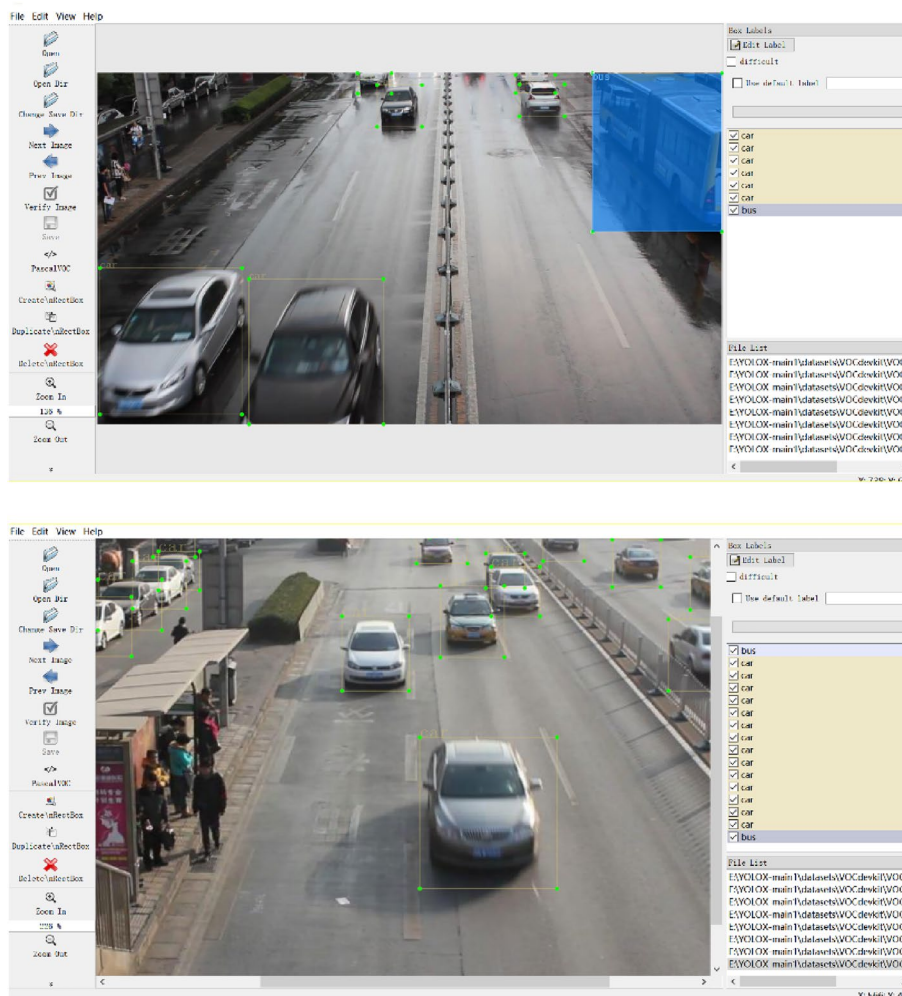 File Edit View Help
Open
Open Dir
Change Save Dir
Next Image
Prev Image
Verify Image
Save
</>
PascalVOC
Create\nRectBox
Duplicate\nRectBox
Delete\nRectBox
Zoom In
136 %
Zoom Out
bus
car
car
Box Labels
Edit Label
difficult
Use default label
car
car
car
car
car
car
bus
File List
E:\YOLOX-main1\datasets\VOCdevkit\VOC
E:\YOLOX-main1\datasets\VOCdevkit\VOC
E:\YOLOX-main1\datasets\VOCdevkit\VOC
E:\YOLOX-main1\datasets\VOCdevkit\VOC
E:\YOLOX-main1\datasets\VOCdevkit\VOC
E:\YOLOX-main1\datasets\VOCdevkit\VOC
E:\YOLOX-main1\datasets\VOCdevkit\VOC
E:\YOLOX-main1\datasets\VOCdevkit\VOC
File Edit View Help
Open
Open Dir
Change Save Dir
Next Image
Prev Image
Verify Image
Save
</>
PascalVOC
Create\nRectBox
Duplicate\nRectBox
Delete\nRectBox
Zoom In
226 %
Zoom Out
car
car
Box Labels
Edit Label
difficult
Use default label
bus
car
car
car
car
car
car
car
car
car
car
car
car
car
car
bus
File List
E:\YOLOX-main1\datasets\VOCdevkit\VOC
E:\YOLOX-main1\datasets\VOCdevkit\VOC
E:\YOLOX-main1\datasets\VOCdevkit\VOC
E:\YOLOX-main1\datasets\VOCdevkit\VOC
E:\YOLOX-main1\datasets\VOCdevkit\VOC
E:\YOLOX-main1\datasets\VOCdevkit\VOC
E:\YOLOX-main1\datasets\VOCdevkit\VOC
E:\YOLOX-main1\datasets\VOCdevkit\VOC